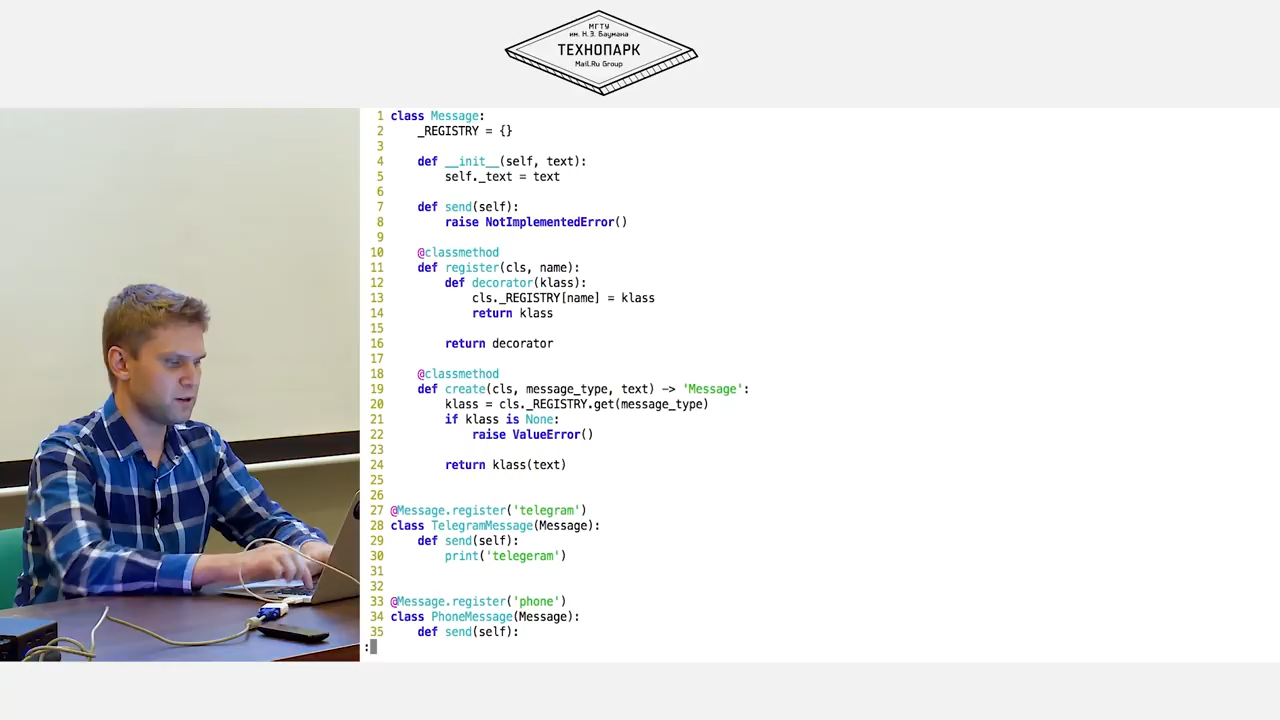 МГТУ
им. Н.Э. Баумана
ТЕХНОПАРК
Mail.Ru Group
1 class Message:
2     _REGISTRY = {}
3
4     def __init__(self, text):
5         self._text = text
6
7     def send(self):
8         raise NotImplementedError()
9
10     @classmethod
11     def register(cls, name):
12         def decorator(klass):
13             cls._REGISTRY[name] = klass
14             return klass
15
16         return decorator
17
18     @classmethod
19     def create(cls, message_type, text) -> 'Message':
20         klass = cls._REGISTRY.get(message_type)
21         if klass is None:
22             raise ValueError()
23
24         return klass(text)
25
26
27 @Message.register('telegram')
28 class TelegramMessage(Message):
29     def send(self):
30         print('telegeram')
31
32
33 @Message.register('phone')
34 class PhoneMessage(Message):
35     def send(self):
: